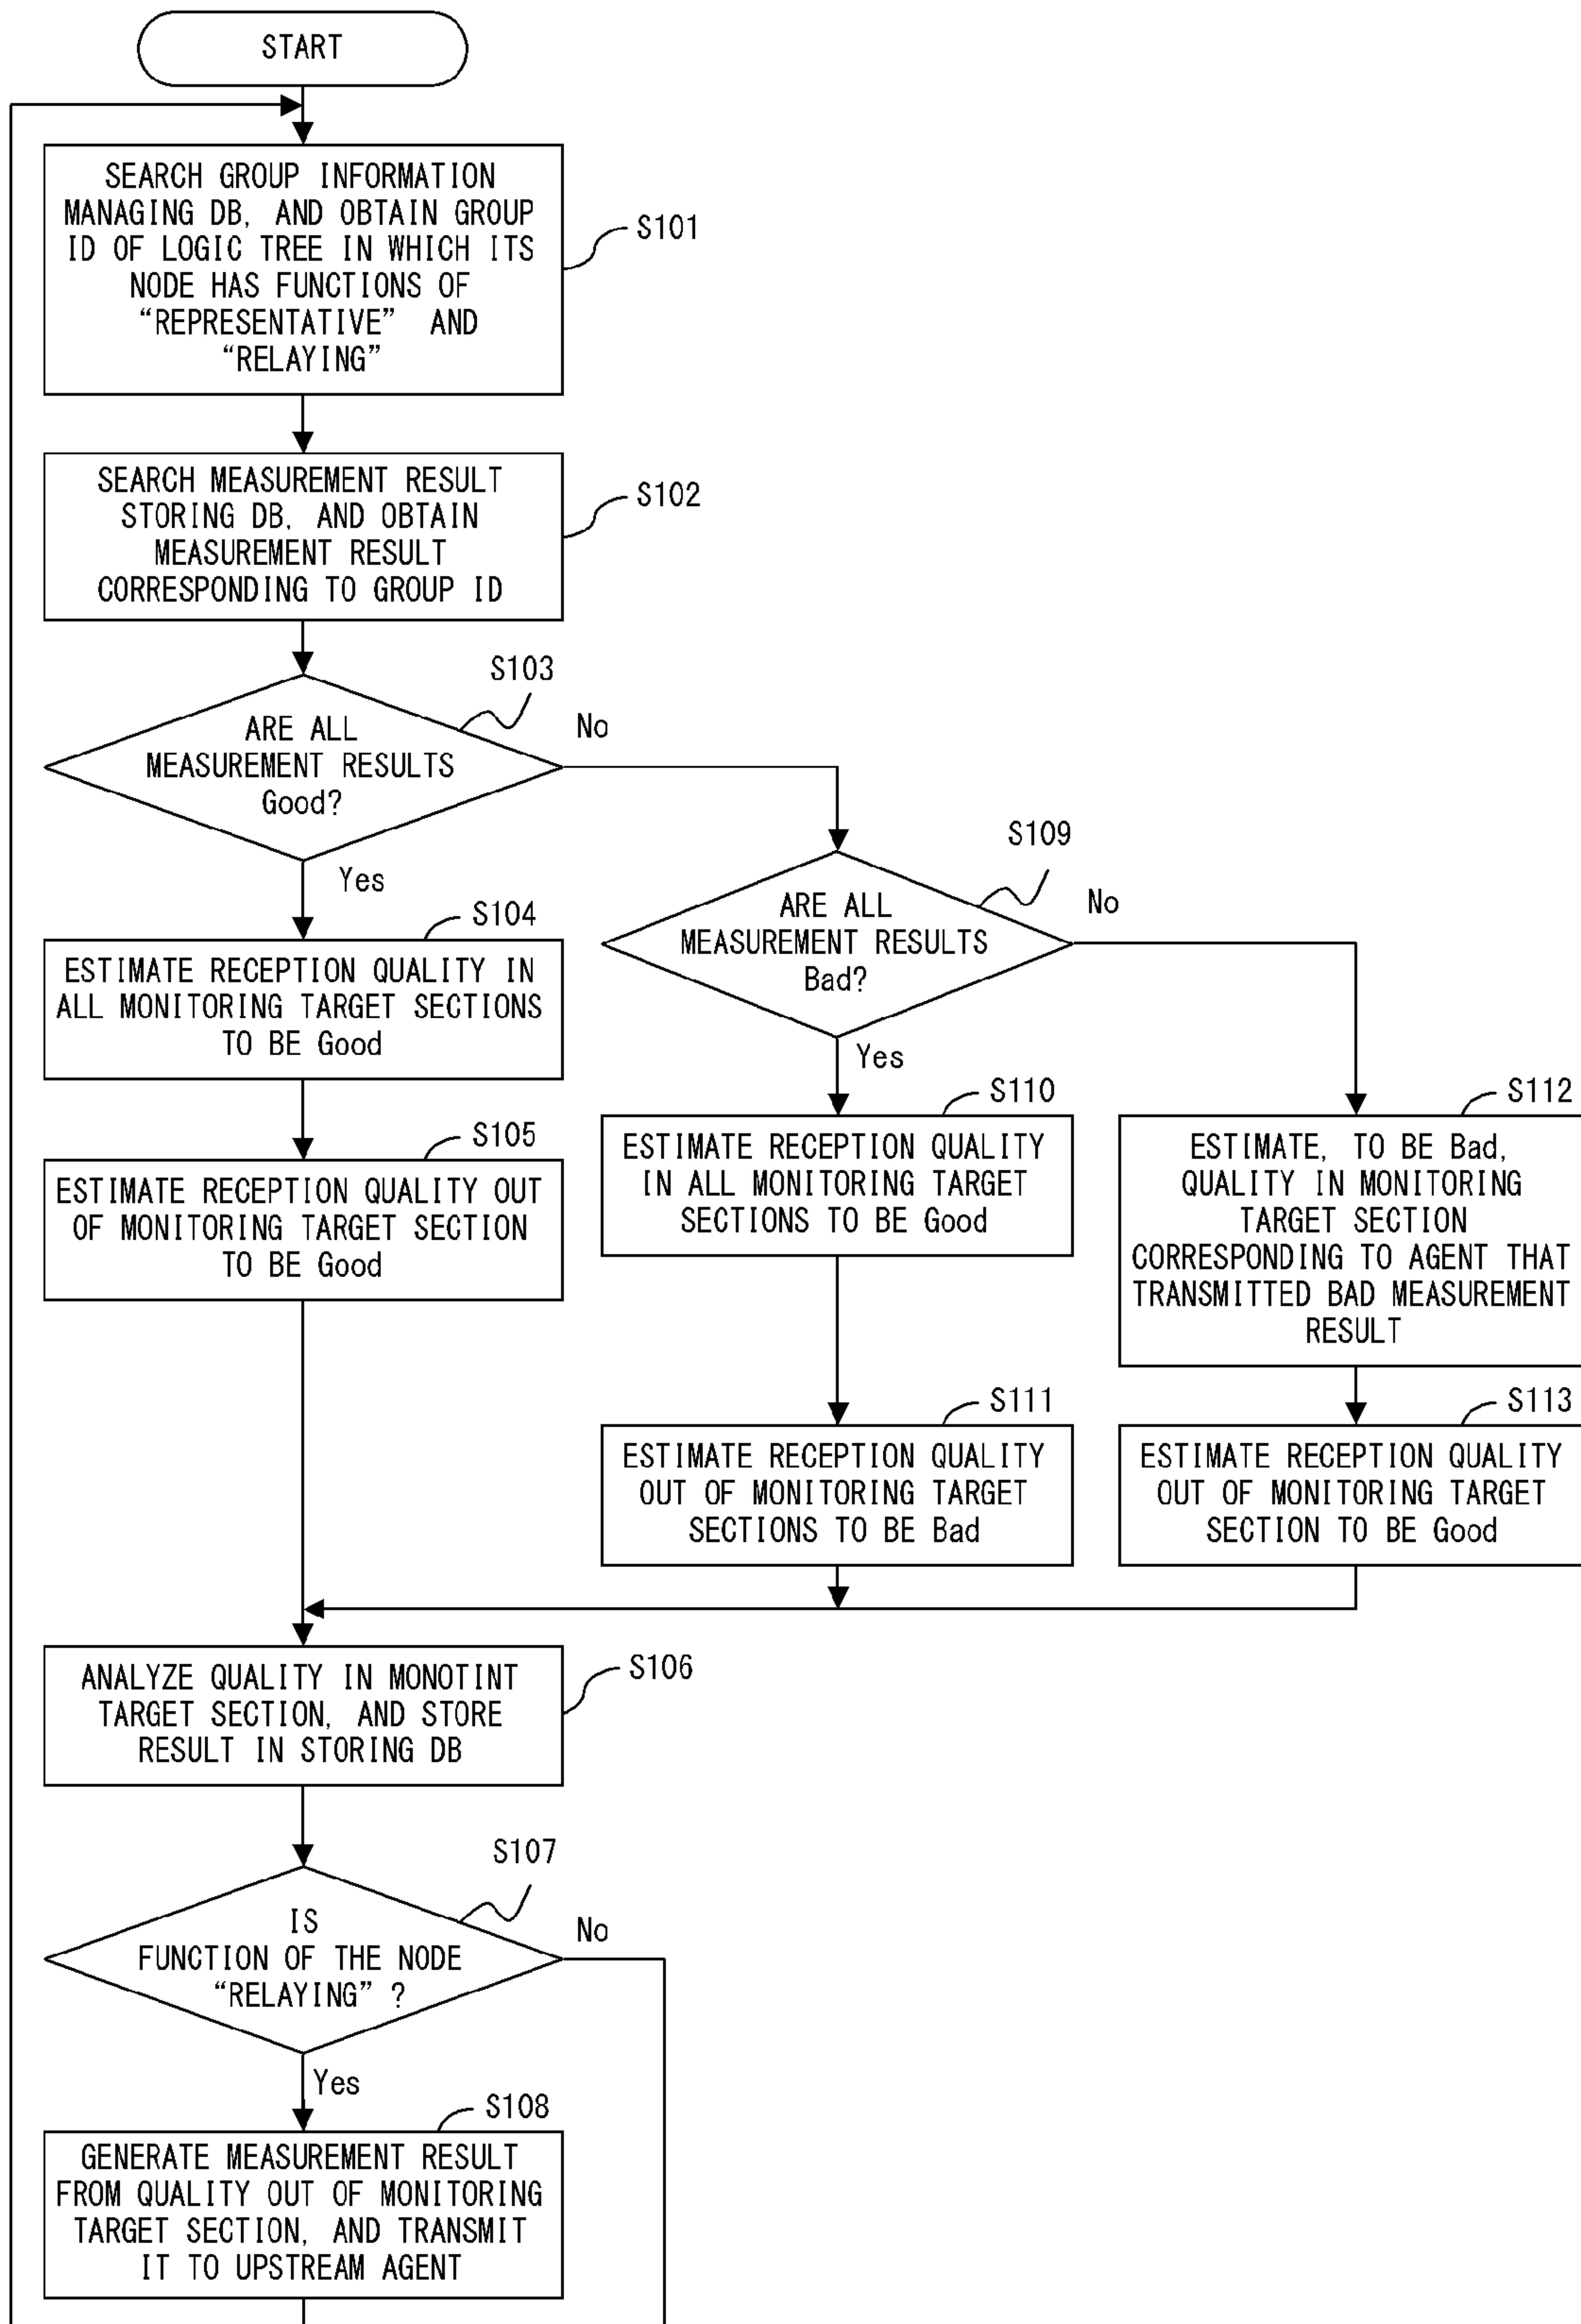 START
SEARCH GROUP INFORMATION
MANAGING DB, AND OBTAIN GROUP
ID OF LOGIC TREE IN WHICH ITS
NODE HAS FUNCTIONS OF
“REPRESENTATIVE” AND
“RELAYING”
S101
SEARCH MEASUREMENT RESULT
STORING DB, AND OBTAIN
MEASUREMENT RESULT
CORRESPONDING TO GROUP ID
S102
S103
ARE ALL
MEASUREMENT RESULTS
Good?
No
Yes
S109
ARE ALL
MEASUREMENT RESULTS
Bad?
No
Yes
S104
ESTIMATE RECEPTION QUALITY IN
ALL MONITORING TARGET SECTIONS
TO BE Good
S105
ESTIMATE RECEPTION QUALITY OUT
OF MONITORING TARGET SECTION
TO BE Good
S110
ESTIMATE RECEPTION QUALITY
IN ALL MONITORING TARGET
SECTIONS TO BE Good
S112
ESTIMATE, TO BE Bad,
QUALITY IN MONITORING
TARGET SECTION
CORRESPONDING TO AGENT THAT
TRANSMITTED BAD MEASUREMENT
RESULT
S111
ESTIMATE RECEPTION QUALITY
OUT OF MONITORING TARGET
SECTIONS TO BE Bad
S113
ESTIMATE RECEPTION QUALITY
OUT OF MONITORING TARGET
SECTION TO BE Good
ANALYZE QUALITY IN MONOTINT
TARGET SECTION, AND STORE
RESULT IN STORING DB
S106
S107
IS
FUNCTION OF THE NODE
“RELAYING” ?
No
Yes
S108
GENERATE MEASUREMENT RESULT
FROM QUALITY OUT OF MONITORING
TARGET SECTION, AND TRANSMIT
IT TO UPSTREAM AGENT